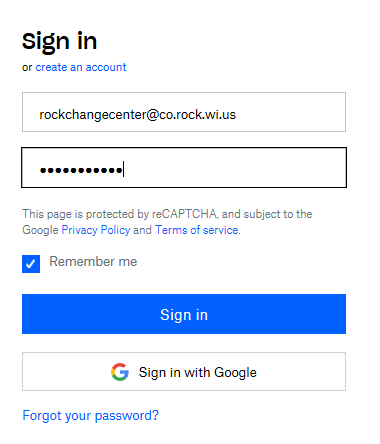 Sign in
or create an account
rockchangecenter@co.rock.wi.us
•••••••••••
This page is protected by reCAPTCHA, and subject to the
Google Privacy Policy and Terms of service.
Remember me
Sign in
Sign in with Google
Forgot your password?